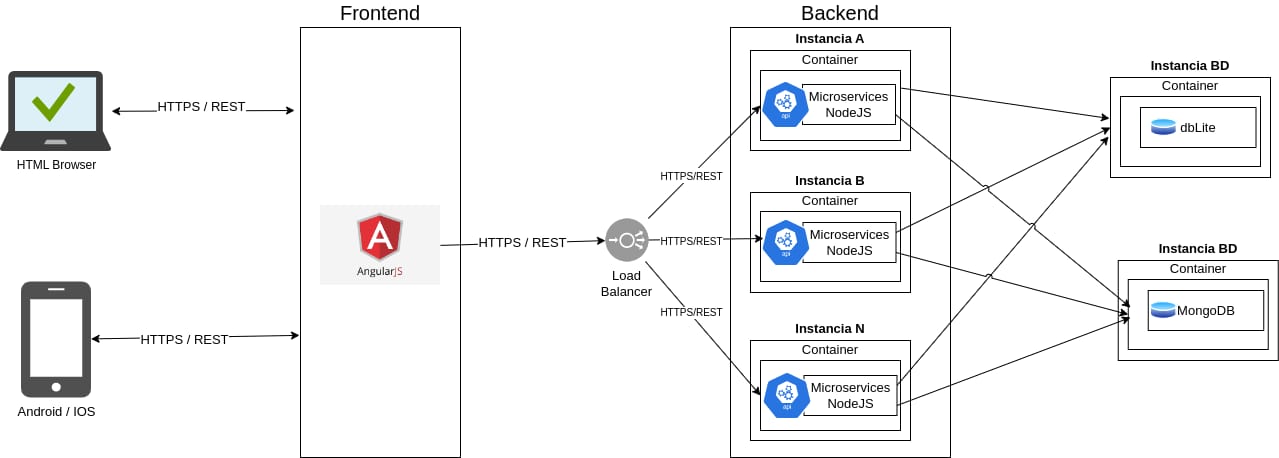 Frontend
Backend
HTML Browser
HTTPS / REST
Android / IOS
HTTPS / REST
AngularJS
HTTPS / REST
Load
Balancer
HTTPS/REST
HTTPS/REST
HTTPS/REST
Instancia A
Container
api
Microservices
NodeJS
Instancia B
Container
api
Microservices
NodeJS
Instancia N
Container
api
Microservices
NodeJS
Instancia BD
Container
dbLite
Instancia BD
Container
MongoDB